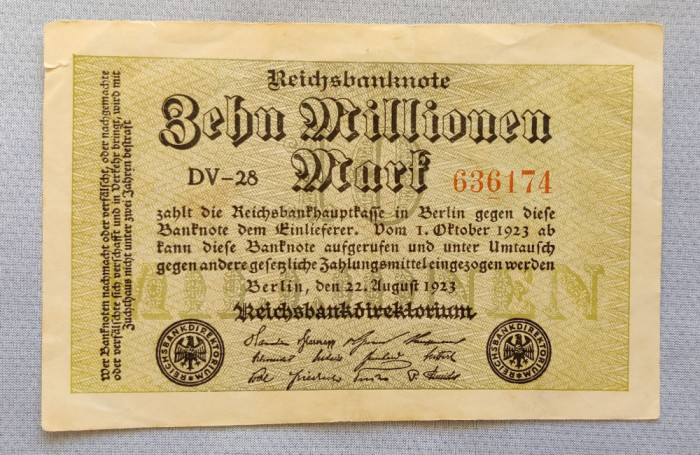 Reichsbanknote
Zehn Millionen
Mark
DV-28
636174
zahlt die Reichsbankhauptkasse in Berlin gegen diese
Banknote dem Einlieferer. Vom 1. Oktober 1923 ab
kann diese Banknote aufgerufen und unter Umtausch
gegen andere gesetzliche Zahlungsmittel eingezogen werden
Berlin, den 22. August 1923
Reichsbankdirektorium
REICHSBANKDIREKTORIUM
REICHSBANKDIREKTORIUM
Wer Banknoten nachmacht oder verfälscht, oder nachgemachte
oder verfälschte sich verschafft und in Verkehr bringt, wird mit
Zuchthaus nicht unter zwei Jahren bestraft
10
MILLIONEN